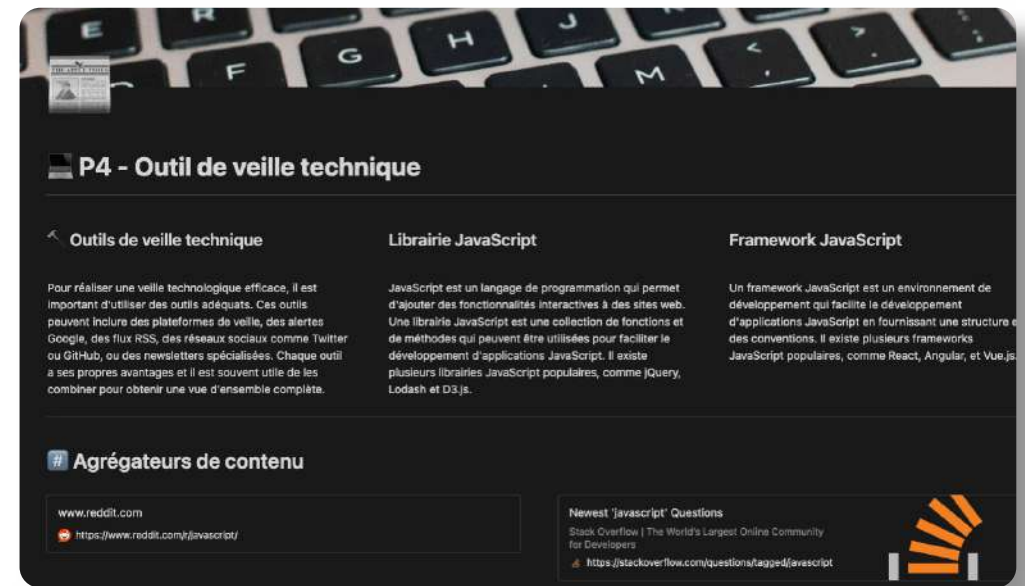 E
R
F
G
H
J
M
<
>
.
,
P4 - Outil de veille technique
Outils de veille technique
Pour réaliser une veille technologique efficace, il est
important d'utiliser des outils adéquats. Ces outils
peuvent inclure des plateformes de veille, des alertes
Google, des flux RSS, des réseaux sociaux comme Twitter
ou GitHub, ou des newsletters spécialisées. Chaque outil
a ses propres avantages et il est souvent utile de les
combiner pour obtenir une vue d'ensemble complète.
Librairie JavaScript
JavaScript est un langage de programmation qui permet
d'ajouter des fonctionnalités interactives à des sites web.
Une librairie JavaScript est une collection de fonctions et
de méthodes qui peuvent être utilisées pour faciliter le
développement d'applications JavaScript. Il existe
plusieurs librairies JavaScript populaires, comme jQuery,
Lodash et D3.js.
Framework JavaScript
Un framework JavaScript est un environnement de
développement qui facilite le développement
d'applications JavaScript en fournissant une structure e
des conventions. Il existe plusieurs frameworks
JavaScript populaires, comme React, Angular, et Vue.js.
# Agrégateurs de contenu
www.reddit.com
https://www.reddit.com/r/javascript/
Newest 'javascript' Questions
Stack Overflow | The World's Largest Online Community
for Developers
https://stackoverflow.com/questions/tagged/javascript